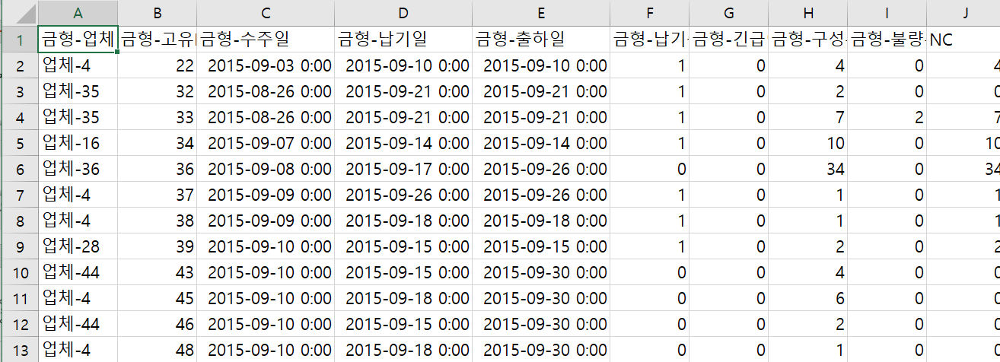 A B C D E F G H I J
1 금형-업체 금형-고유 금형-수주일 금형-납기일 금형-출하일 금형-납기 금형-긴급 금형-구성 금형-불량 NC
2 업체-4 22 2015-09-03 0:00 2015-09-10 0:00 2015-09-10 0:00 1 0 4 0 4
3 업체-35 32 2015-08-26 0:00 2015-09-21 0:00 2015-09-21 0:00 1 0 2 0 0
4 업체-35 33 2015-08-26 0:00 2015-09-21 0:00 2015-09-21 0:00 1 0 7 2 7
5 업체-16 34 2015-09-07 0:00 2015-09-14 0:00 2015-09-14 0:00 1 0 10 0 10
6 업체-36 36 2015-09-08 0:00 2015-09-17 0:00 2015-09-26 0:00 0 0 34 0 34
7 업체-4 37 2015-09-09 0:00 2015-09-26 0:00 2015-09-26 0:00 1 0 1 0 1
8 업체-4 38 2015-09-09 0:00 2015-09-18 0:00 2015-09-18 0:00 1 0 1 0 1
9 업체-28 39 2015-09-10 0:00 2015-09-15 0:00 2015-09-15 0:00 1 0 2 0 2
10 업체-44 43 2015-09-10 0:00 2015-09-15 0:00 2015-09-30 0:00 0 0 4 0 0
11 업체-4 45 2015-09-10 0:00 2015-09-18 0:00 2015-09-30 0:00 0 0 6 0 0
12 업체-44 46 2015-09-10 0:00 2015-09-15 0:00 2015-09-30 0:00 0 0 2 0 0
13 업체-4 48 2015-09-10 0:00 2015-09-18 0:00 2015-09-30 0:00 0 0 1 0 0